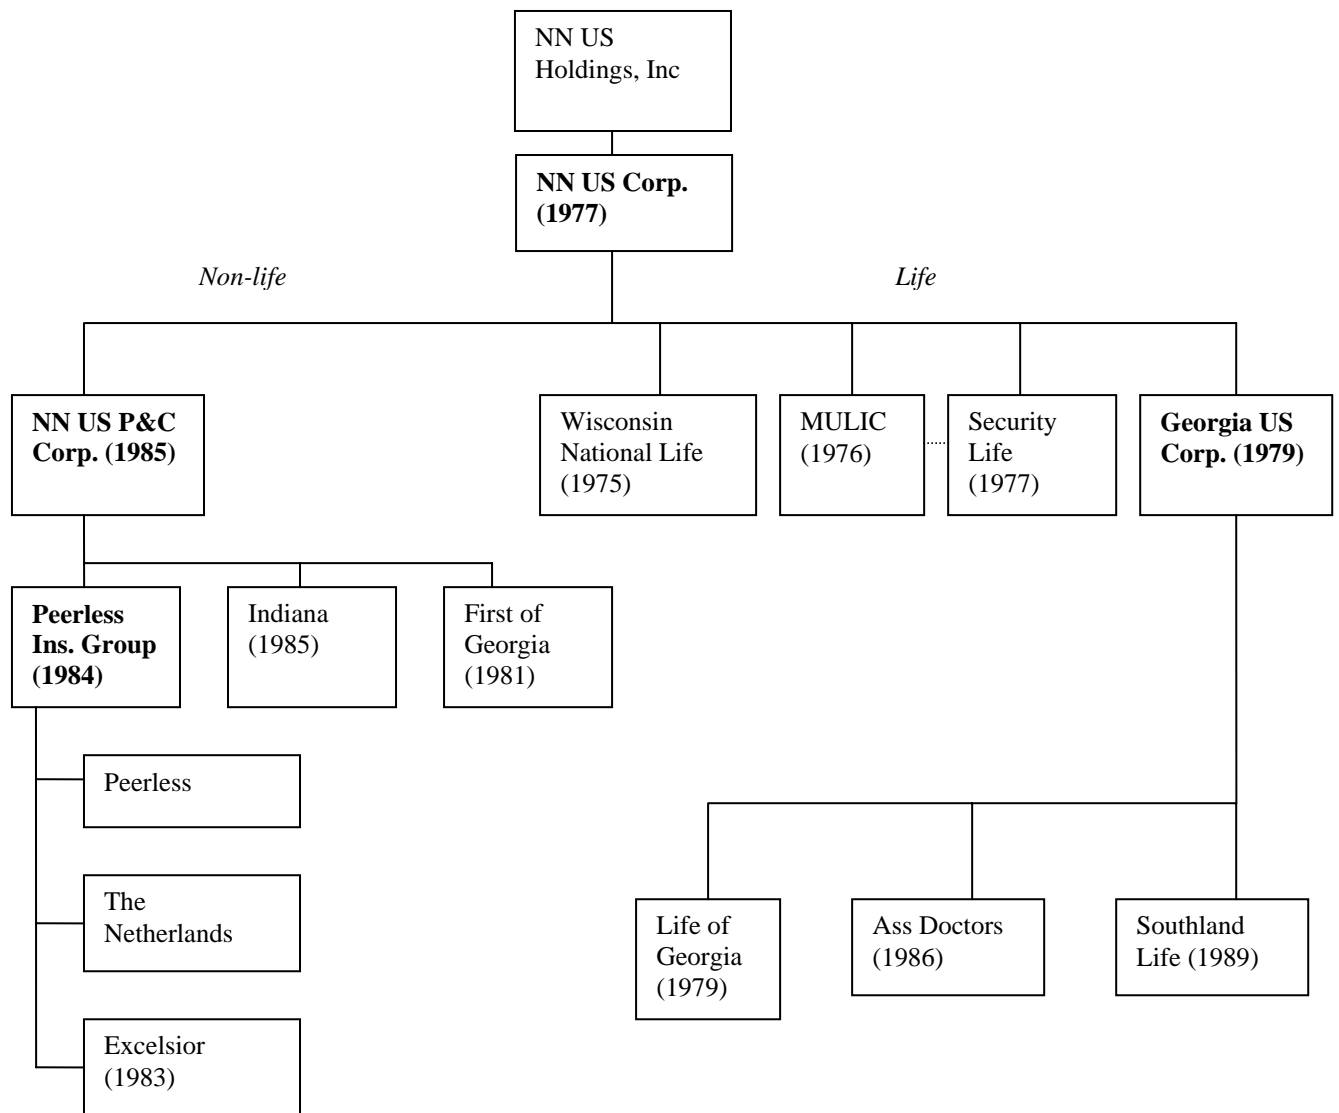 NN US
Holdings, Inc
NN US Corp.
(1977)
Non-life
Life
NN US P&C
Corp. (1985)
Wisconsin
National Life
(1975)
MULIC
(1976)
Security
Life
(1977)
Georgia US
Corp. (1979)
Peerless
Ins. Group
(1984)
Indiana
(1985)
First of
Georgia
(1981)
Peerless
The
Netherlands
Excelsior
(1983)
Life of
Georgia
(1979)
Ass Doctors
(1986)
Southland
Life (1989)